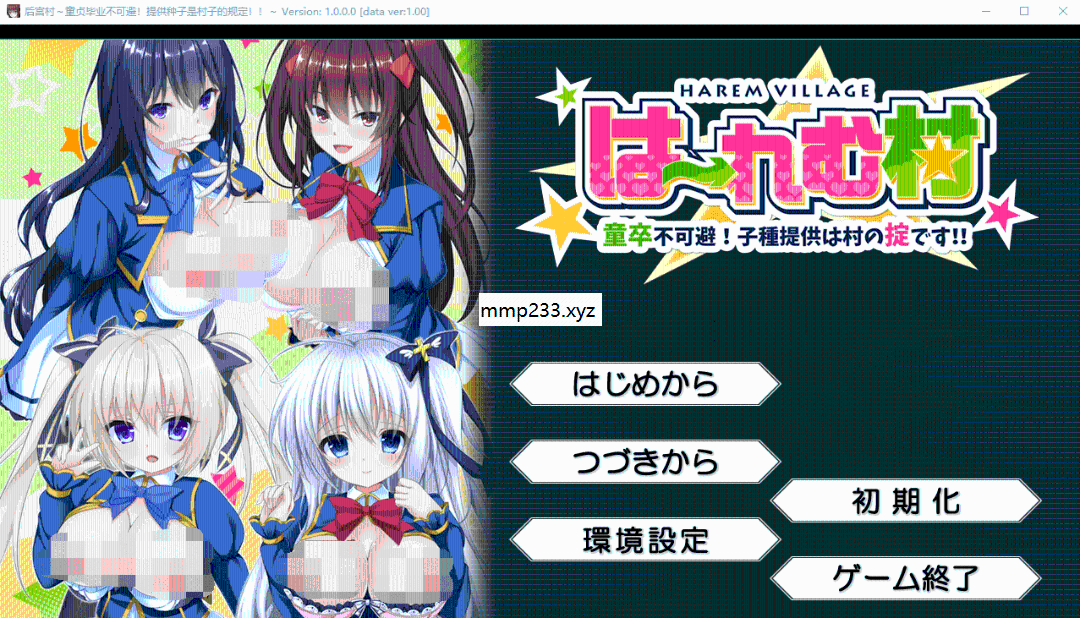 后宫村～童贞毕业不可避！提供种子是村子的规定！！～ Version: 1.0.0.0 [data ver:1.00]
HAREM VILLAGE
は～れむ村
童卒不可避！子種提供は村の掟です!!
mmp233.xyz
はじめから
つづきから
初期化
環境設定
ゲーム終了